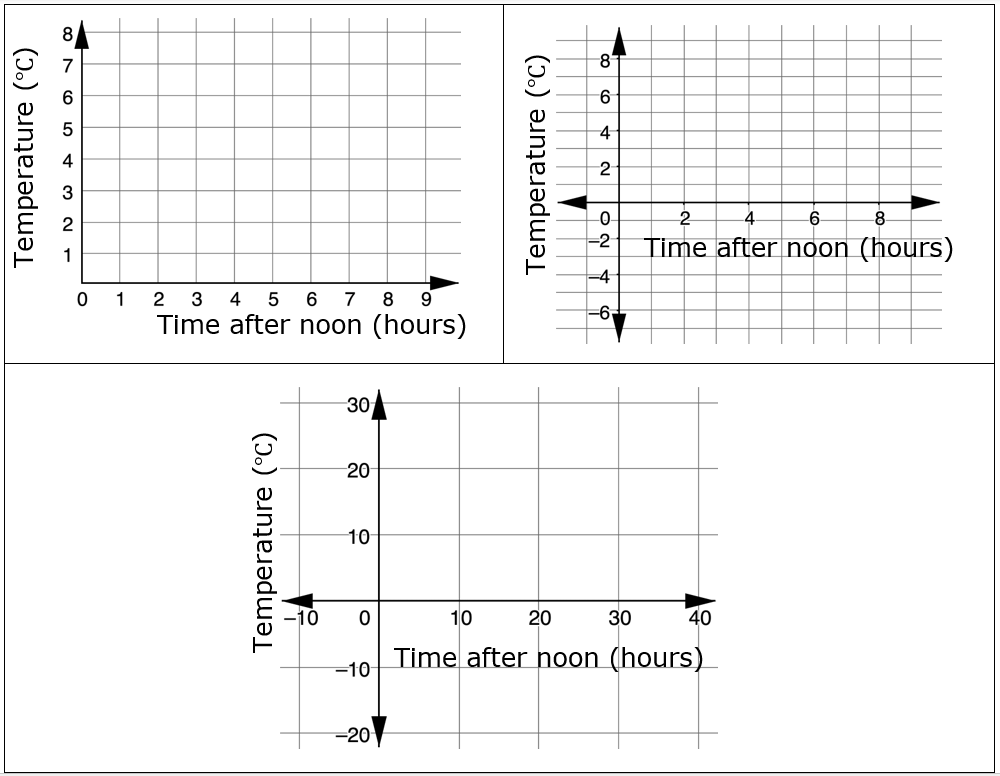 Temperature (°C)
8
7
6
5
4
3
2
1
0 1 2 3 4 5 6 7 8 9
Time after noon (hours)
Temperature (°C)
8
6
4
2
0 2 4 6 8
–2
Time after noon (hours)
–4
–6
Temperature (°C)
30
20
10
–10 0 10 20 30 40
Time after noon (hours)
–10
–20